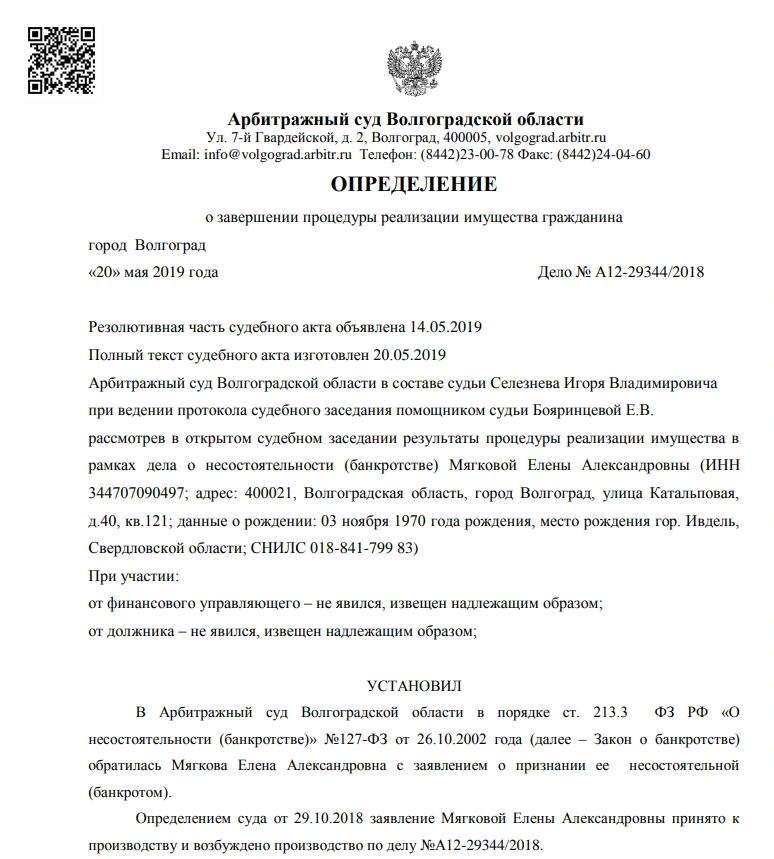 Арбитражный суд Волгоградской области
Ул. 7-й Гвардейской, д. 2, Волгоград, 400005, volgograd.arbitr.ru
Email: info@volgograd.arbitr.ru Телефон: (8442)23-00-78 Факс: (8442)24-04-60
ОПРЕДЕЛЕНИЕ
о завершении процедуры реализации имущества гражданина
город Волгоград
«20» мая 2019 года Дело № А12-29344/2018
Резолютивная часть судебного акта объявлена 14.05.2019
Полный текст судебного акта изготовлен 20.05.2019
Арбитражный суд Волгоградской области в составе судьи Селезнева Игоря Владимировича
при ведении протокола судебного заседания помощником судьи Бояринцевой Е.В.
рассмотрев в открытом судебном заседании результаты процедуры реализации имущества в
рамках дела о несостоятельности (банкротстве) Мягковой Елены Александровны (ИНН
344707090497; адрес: 400021, Волгоградская область, город Волгоград, улица Катальповая,
д.40, кв.121; данные о рождении: 03 ноября 1970 года рождения, место рождения гор. Ивдель,
Свердловской области; СНИЛС 018-841-799 83)
При участии:
от финансового управляющего – не явился, извещен надлежащим образом;
от должника – не явился, извещен надлежащим образом;
УСТАНОВИЛ
В Арбитражный суд Волгоградской области в порядке ст. 213.3 ФЗ РФ «О
несостоятельности (банкротстве)» №127-ФЗ от 26.10.2002 года (далее – Закон о банкротстве)
обратилась Мягкова Елена Александровна с заявлением о признании ее несостоятельной
(банкротом).
Определением суда от 29.10.2018 заявление Мягковой Елены Александровны принято к
производству и возбуждено производство по делу №А12-29344/2018.